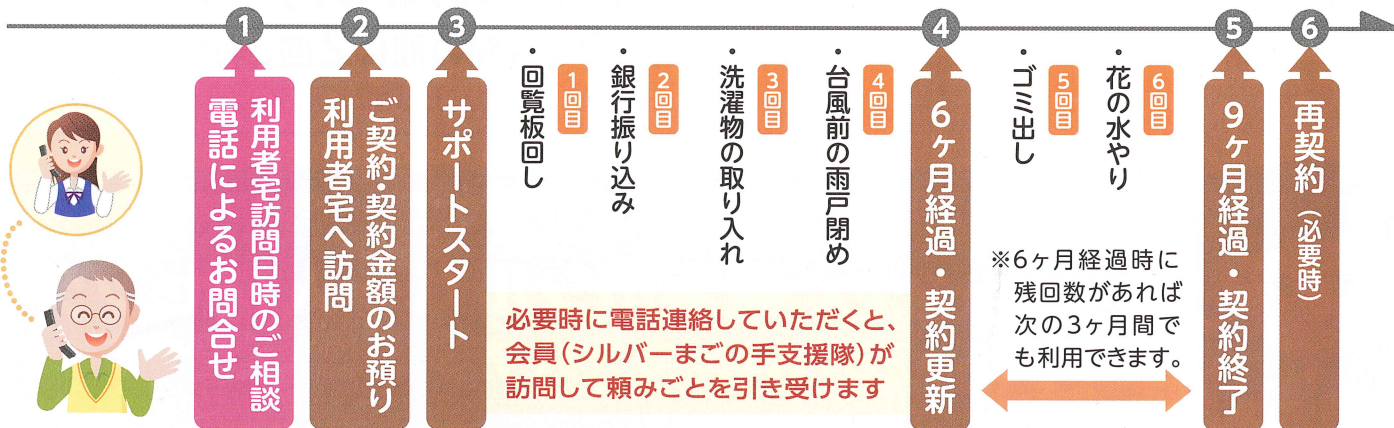 1
電話によるお問合せ
利用者宅訪問日時のご相談
2
利用者宅へ訪問
ご契約・契約金額のお預り
3
サポートスタート
1回目
・回覧板回し
2回目
・銀行振り込み
3回目
・洗濯物の取り入れ
4回目
・台風前の雨戸閉め
必要時に電話連絡していただくと、
会員(シルバーまごの手支援隊)が
訪問して頼みごとを引き受けます
4
6ヶ月経過・契約更新
5回目
・ゴミ出し
6回目
・花の水やり
※6ヶ月経過時に
残回数があれば
次の3ヶ月間で
も利用できます。
5
9ヶ月経過・契約終了
6
再契約(必要時)